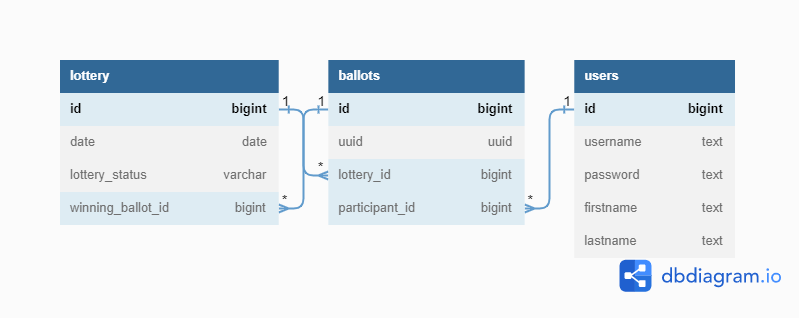 lottery
id bigint
date date
lottery_status varchar
winning_ballot_id bigint
1
*
1
*
ballots
id bigint
uuid uuid
lottery_id bigint
participant_id bigint
*
1
users
id bigint
username text
password text
firstname text
lastname text
dbdiagram.io